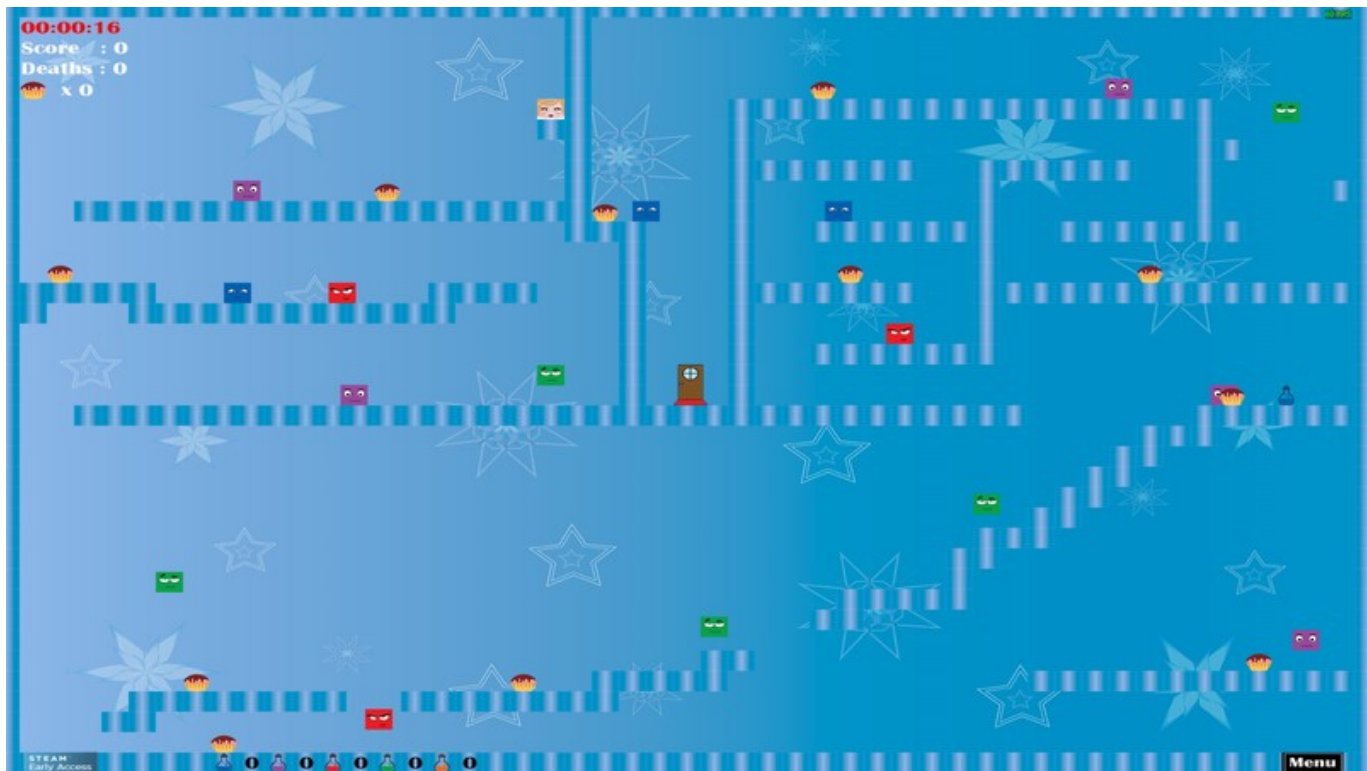 00:00:16
Score : 0
Deaths : 0
x 0
STEAM
Early Access
0 0 0 0 0
Menu